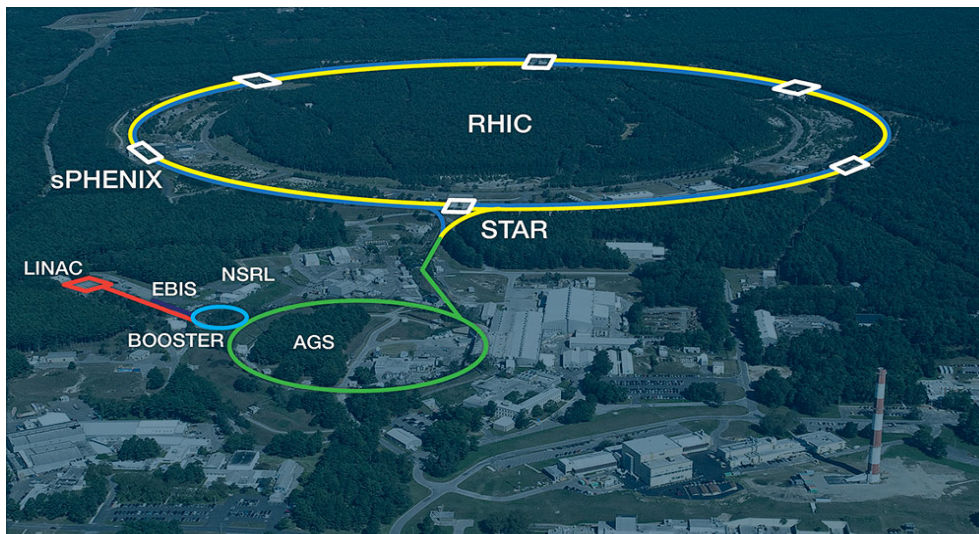 RHIC
sPHENIX
STAR
LINAC
EBIS
NSRL
BOOSTER
AGS